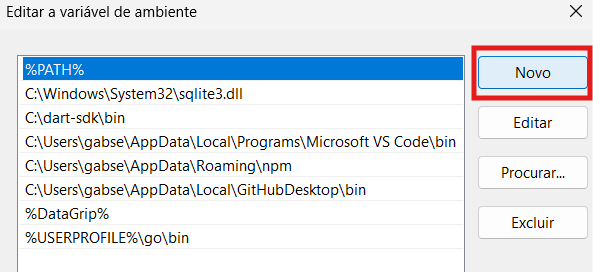 Editar a variável de ambiente
%PATH%
Novo
C:\Windows\System32\sqlite3.dll
C:\dart-sdk\bin
Editar
C:\Users\gabse\AppData\Local\Programs\Microsoft VS Code\bin
C:\Users\gabse\AppData\Roaming\npm
Procurar...
C:\Users\gabse\AppData\Local\GitHubDesktop\bin
%DataGrip%
Excluir
%USERPROFILE%\go\bin